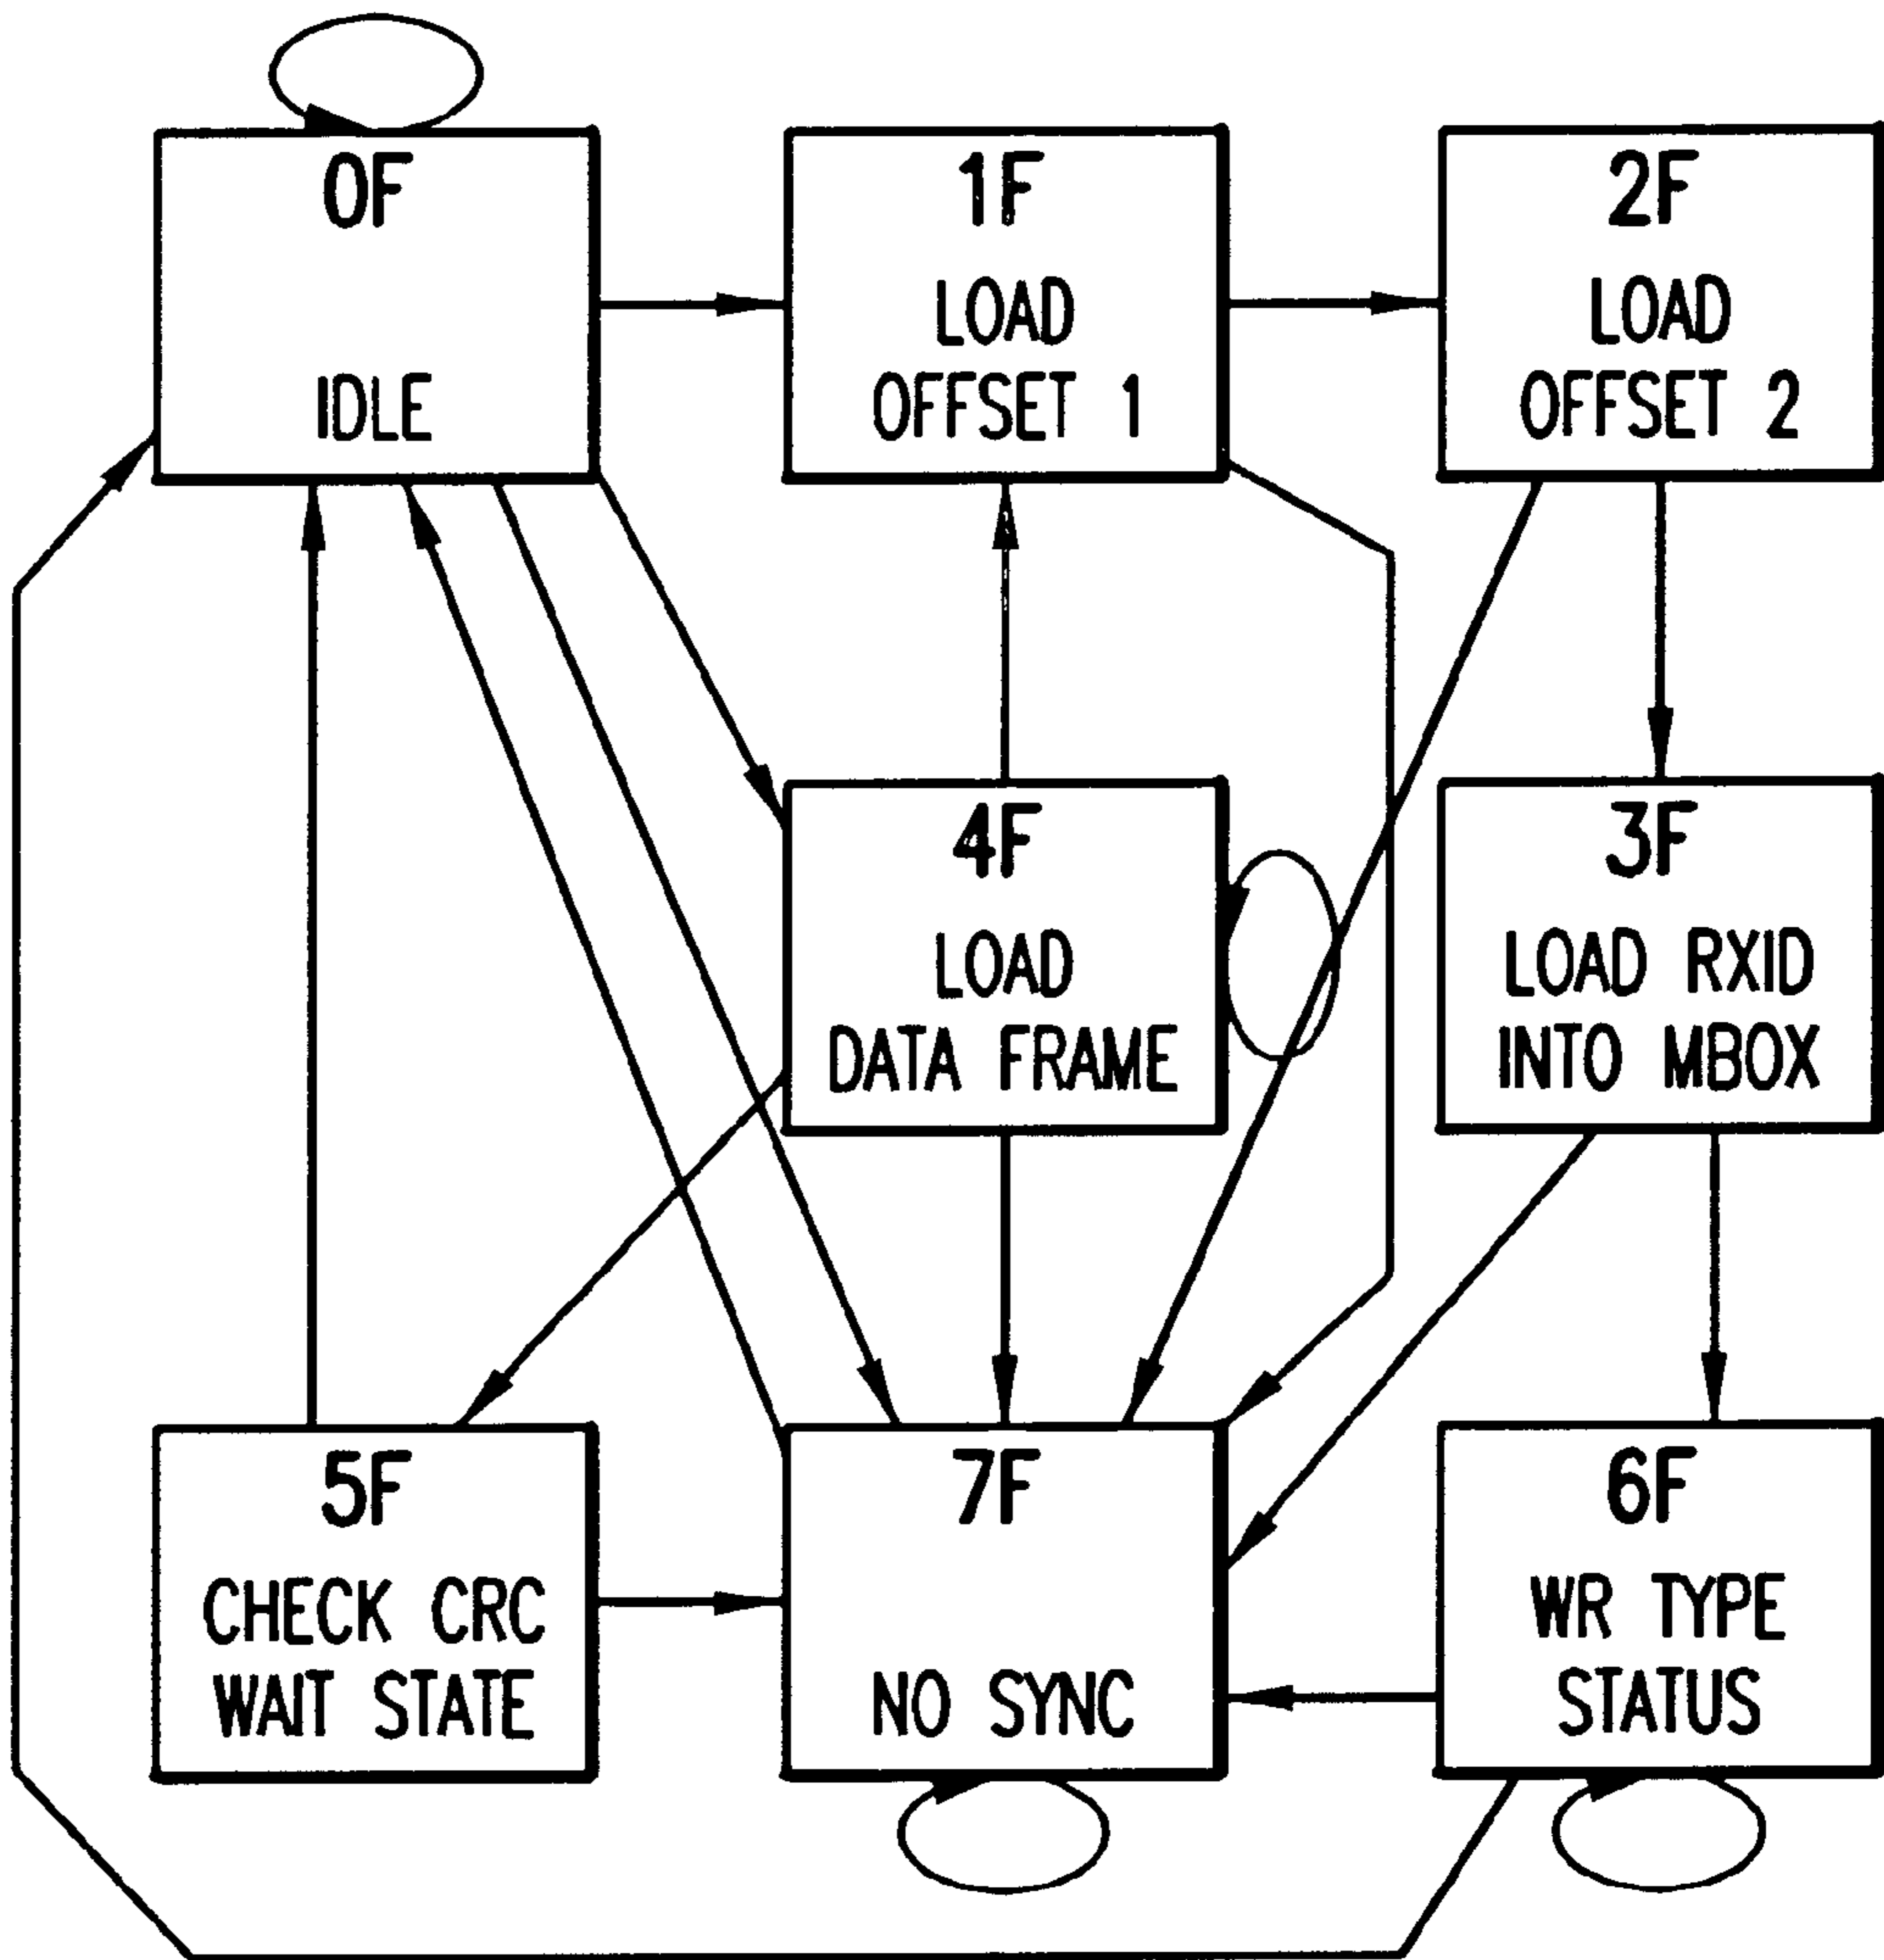 0F
IDLE
1F
LOAD
OFFSET 1
2F
LOAD
OFFSET 2
4F
LOAD
DATA FRAME
3F
LOAD RXID
INTO MBOX
5F
CHECK CRC
WAIT STATE
7F
NO SYNC
6F
WR TYPE
STATUS